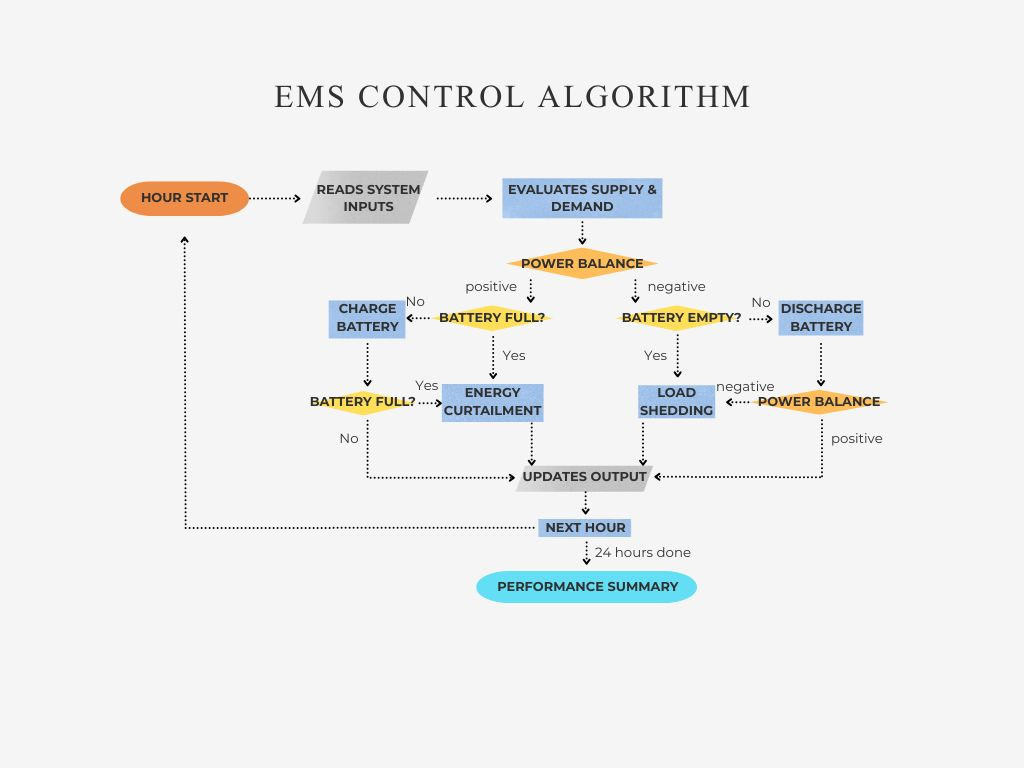 EMS CONTROL ALGORITHM
HOUR START
READS SYSTEM
INPUTS
EVALUATES SUPPLY &
DEMAND
POWER BALANCE
positive
negative
CHARGE
BATTERY
No
BATTERY FULL?
BATTERY EMPTY?
No
DISCHARGE
BATTERY
Yes
Yes
BATTERY FULL?
Yes
ENERGY
CURTAILMENT
LOAD
SHEDDING
negative
POWER BALANCE
No
positive
UPDATES OUTPUT
NEXT HOUR
24 hours done
PERFORMANCE SUMMARY